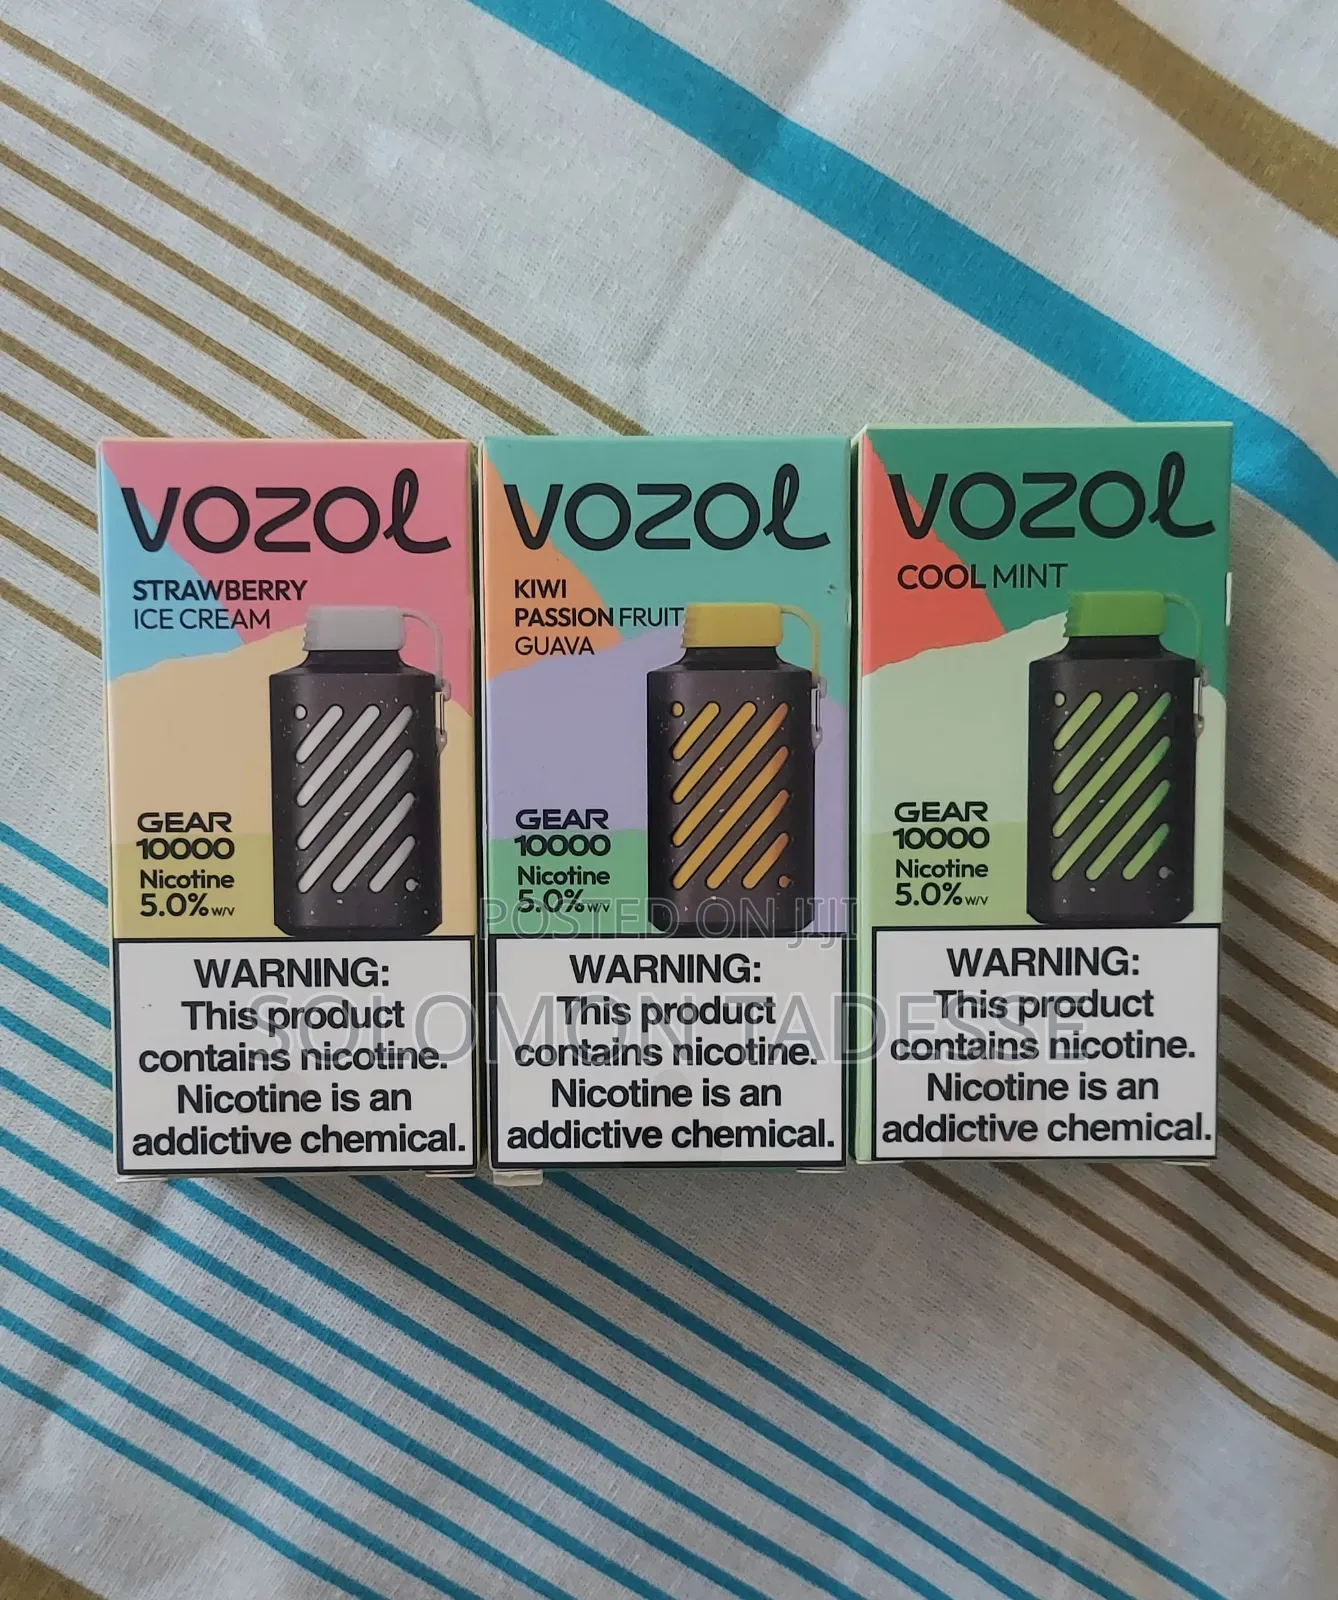 VOZOL
STRAWBERRY
ICE CREAM
GEAR
10000
Nicotine
5.0% w/v
WARNING:
This product
contains nicotine.
Nicotine is an
addictive chemical.
VOZOL
KIWI
PASSION FRUIT
GUAVA
GEAR
10000
Nicotine
5.0% w/v
WARNING:
This product
contains nicotine.
Nicotine is an
addictive chemical.
VOZOL
COOL MINT
GEAR
10000
Nicotine
5.0% w/v
WARNING:
This product
contains nicotine.
Nicotine is an
addictive chemical.
POSTED ON JIJI
SOLOMON TADESSE